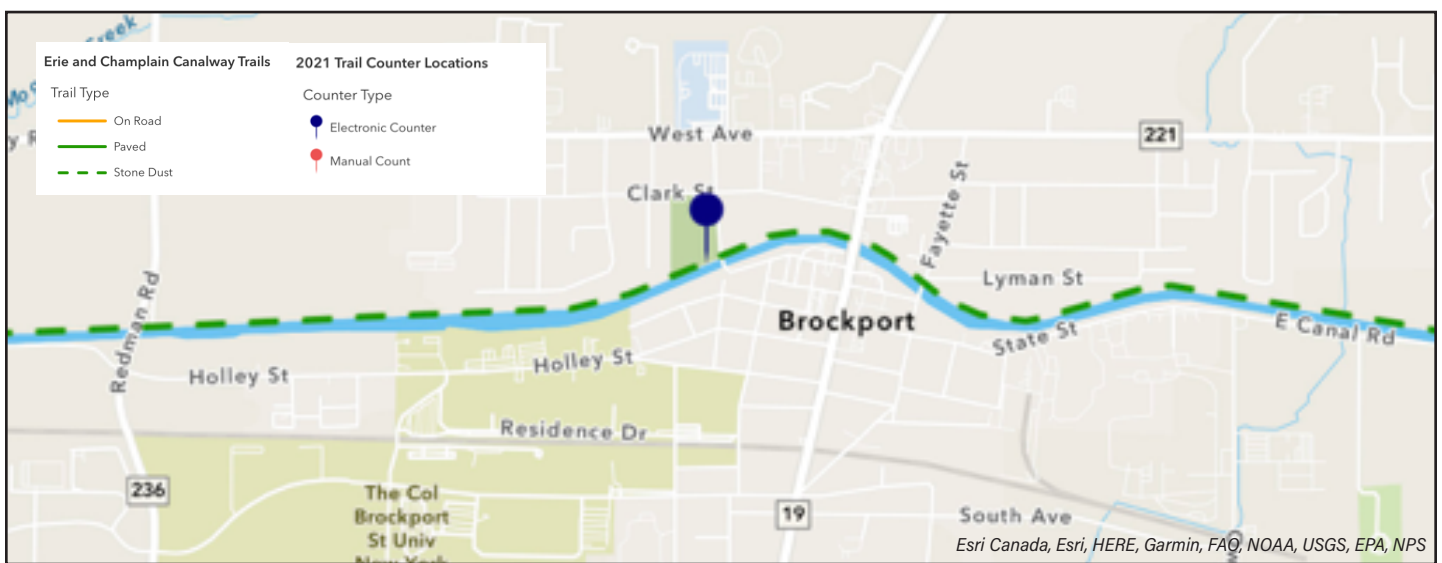 Creek
Erie and Champlain Canalway Trails
Trail Type
On Road
Paved
Stone Dust
2021 Trail Counter Locations
Counter Type
Electronic Counter
Manual Count
West Ave
221
Clark St
Fayette St
Lyman St
Redman Rd
Brockport
State St
E Canal Rd
Holley St
Holley St
Residence Dr
236
The Col
Brockport
St Univ
New York
19
South Ave
Esri Canada, Esri, HERE, Garmin, FAO, NOAA, USGS, EPA, NPS